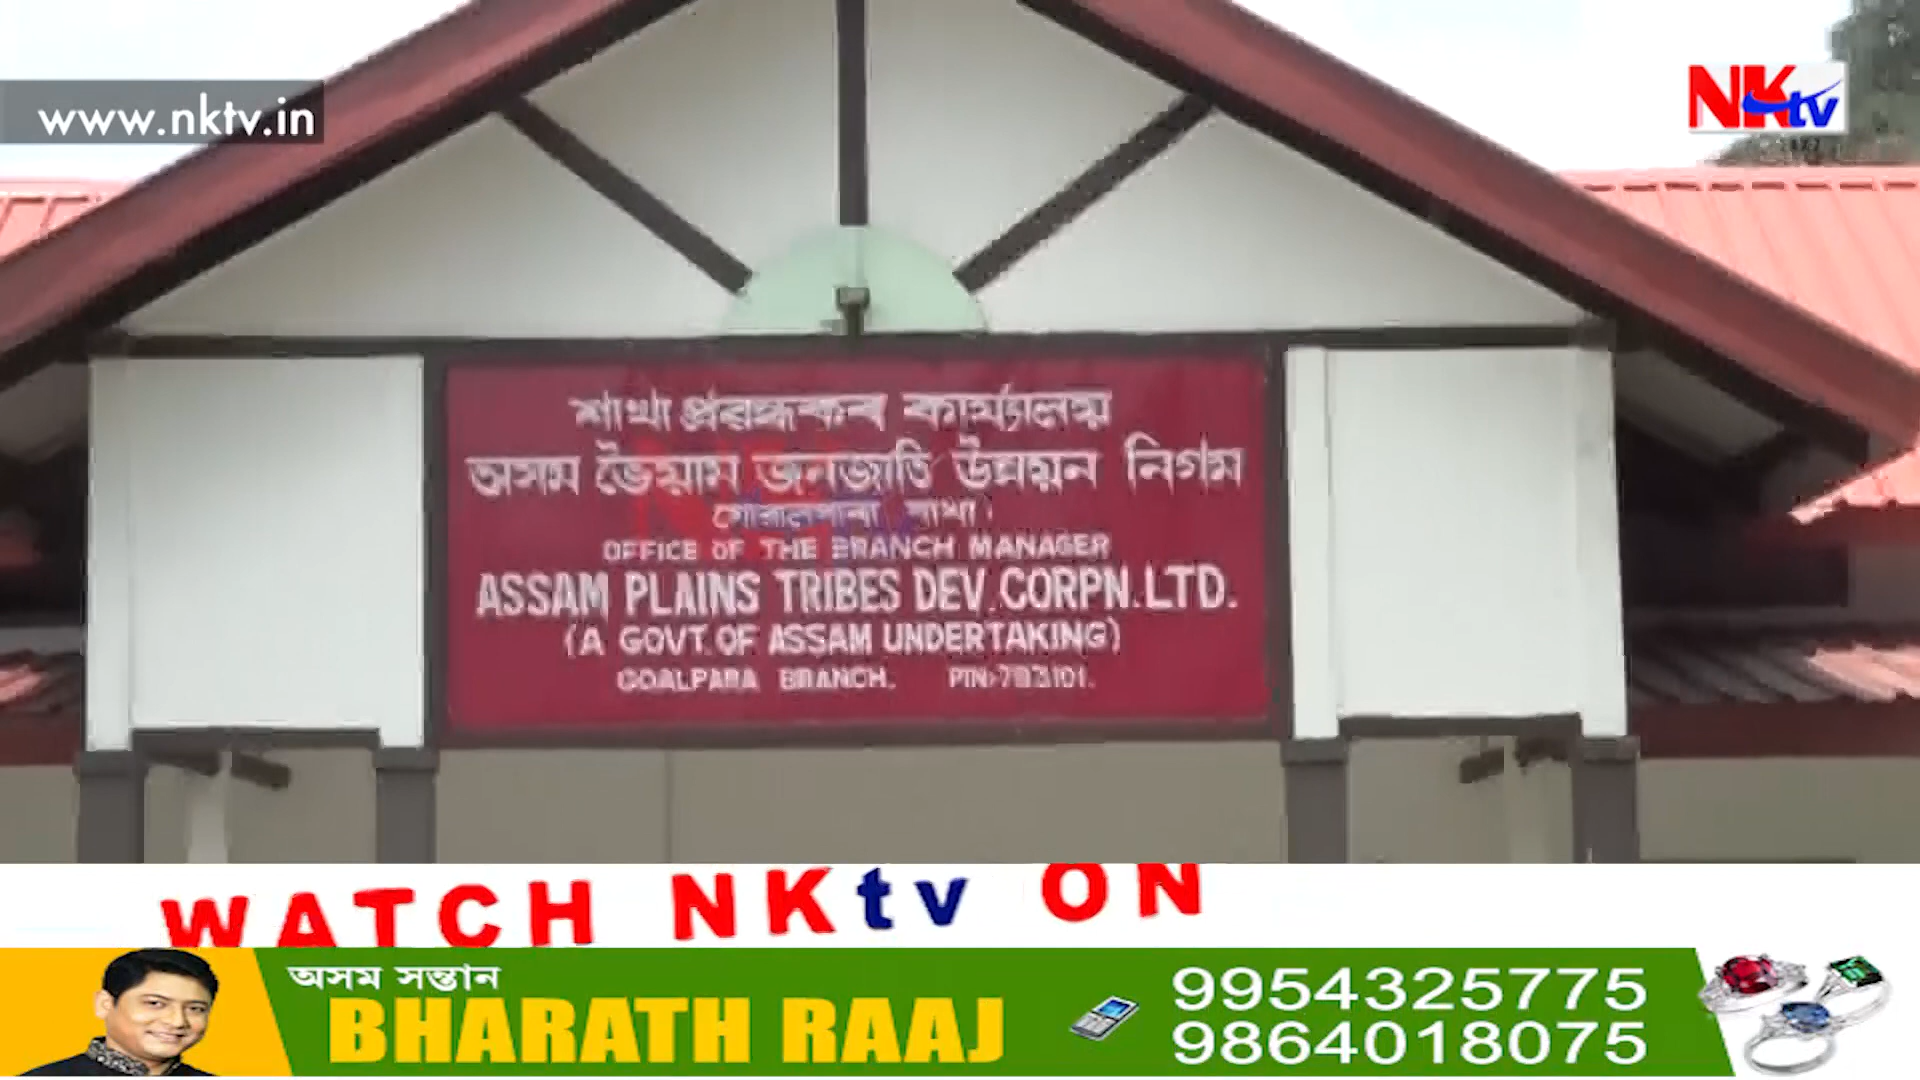 www.nktv.in
NKtv
শাখা প্ৰৱন্ধকৰ কাৰ্য্যালয়
অসম ভৈয়াম জনজাতি উন্নয়ন নিগম
গোৱালপাৰা শাখা।
OFFICE OF THE BRANCH MANAGER
ASSAM PLAINS TRIBES DEV. CORPN. LTD.
(A GOVT. OF ASSAM UNDERTAKING)
GOALPARA BRANCH. PIN:-783101.
WATCH NKtv ON
অসম সন্তান
BHARATH RAAJ
9954325775
9864018075